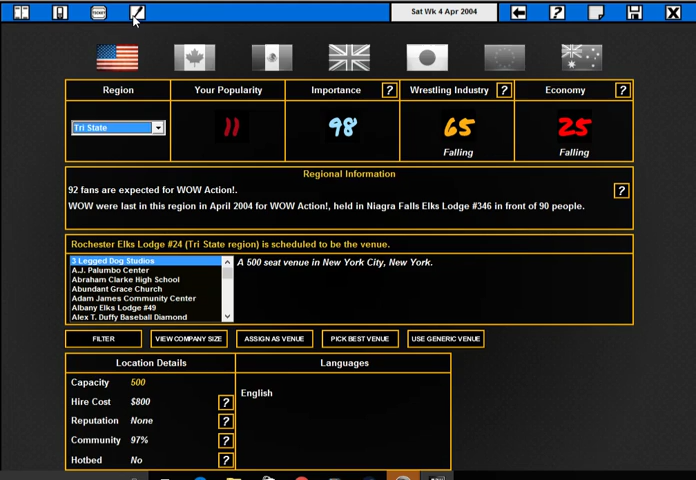 TICKET
Sat Wk 4 Apr 2004
?
X
Region
Your Popularity
Importance ?
Wrestling Industry ?
Economy ?
Tri State
11
98
65
25
Falling
Falling
Regional Information
92 fans are expected for WOW Action!.
?
WOW were last in this region in April 2004 for WOW Action!, held in Niagra Falls Elks Lodge #346 in front of 90 people.
Rochester Elks Lodge #24 (Tri State region) is scheduled to be the venue.
3 Legged Dog Studios
A 500 seat venue in New York City, New York.
A.J. Palumbo Center
Abraham Clarke High School
Abundant Grace Church
Adam James Community Center
Albany Elks Lodge #49
Alex T. Duffy Baseball Diamond
FILTER
VIEW COMPANY SIZE
ASSIGN AS VENUE
PICK BEST VENUE
USE GENERIC VENUE
Location Details
Languages
Capacity 500
English
Hire Cost $800 ?
Reputation None ?
Community 97% ?
Hotbed No ?